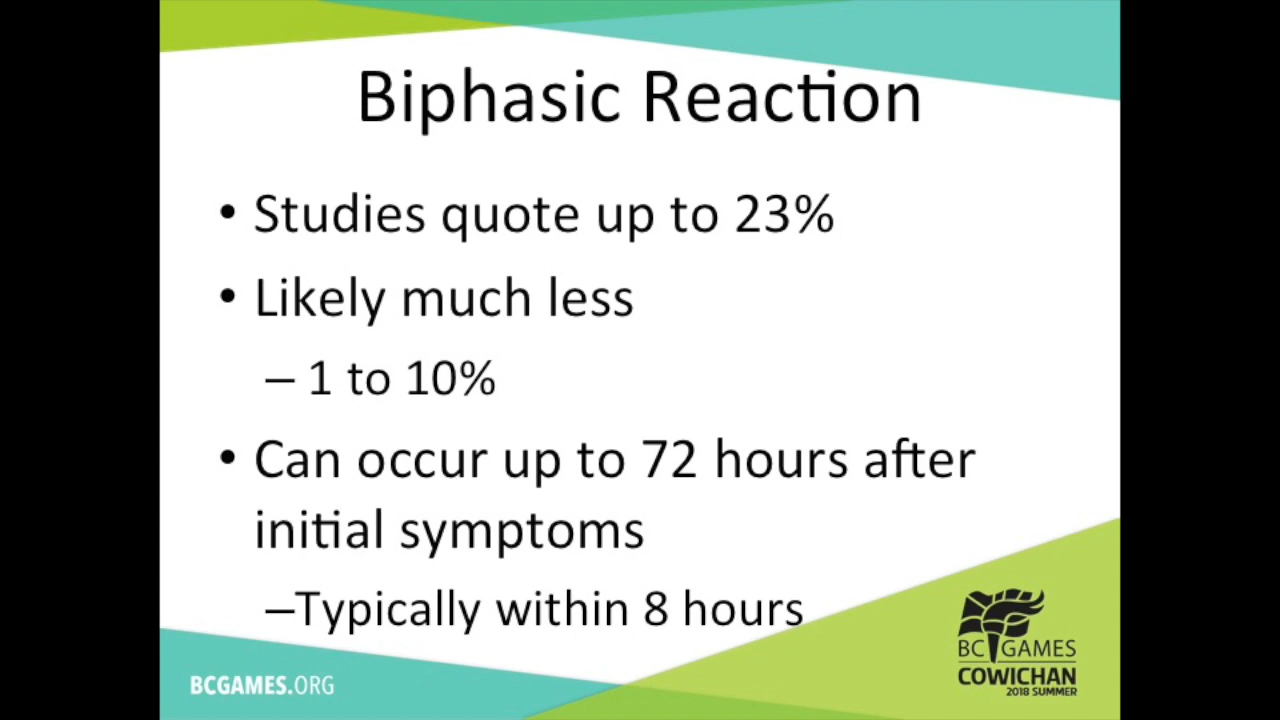 Biphasic Reaction
• Studies quote up to 23%
• Likely much less
– 1 to 10%
• Can occur up to 72 hours after
initial symptoms
–Typically within 8 hours
BC GAMES
COWICHAN
2018 SUMMER
BCGAMES.ORG